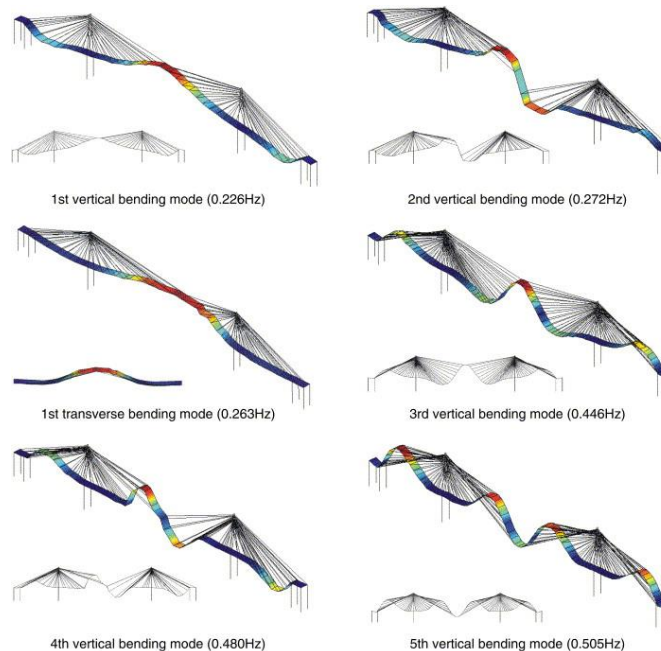 1st vertical bending mode (0.226Hz)
2nd vertical bending mode (0.272Hz)
1st transverse bending mode (0.263Hz)
3rd vertical bending mode (0.446Hz)
4th vertical bending mode (0.480Hz)
5th vertical bending mode (0.505Hz)